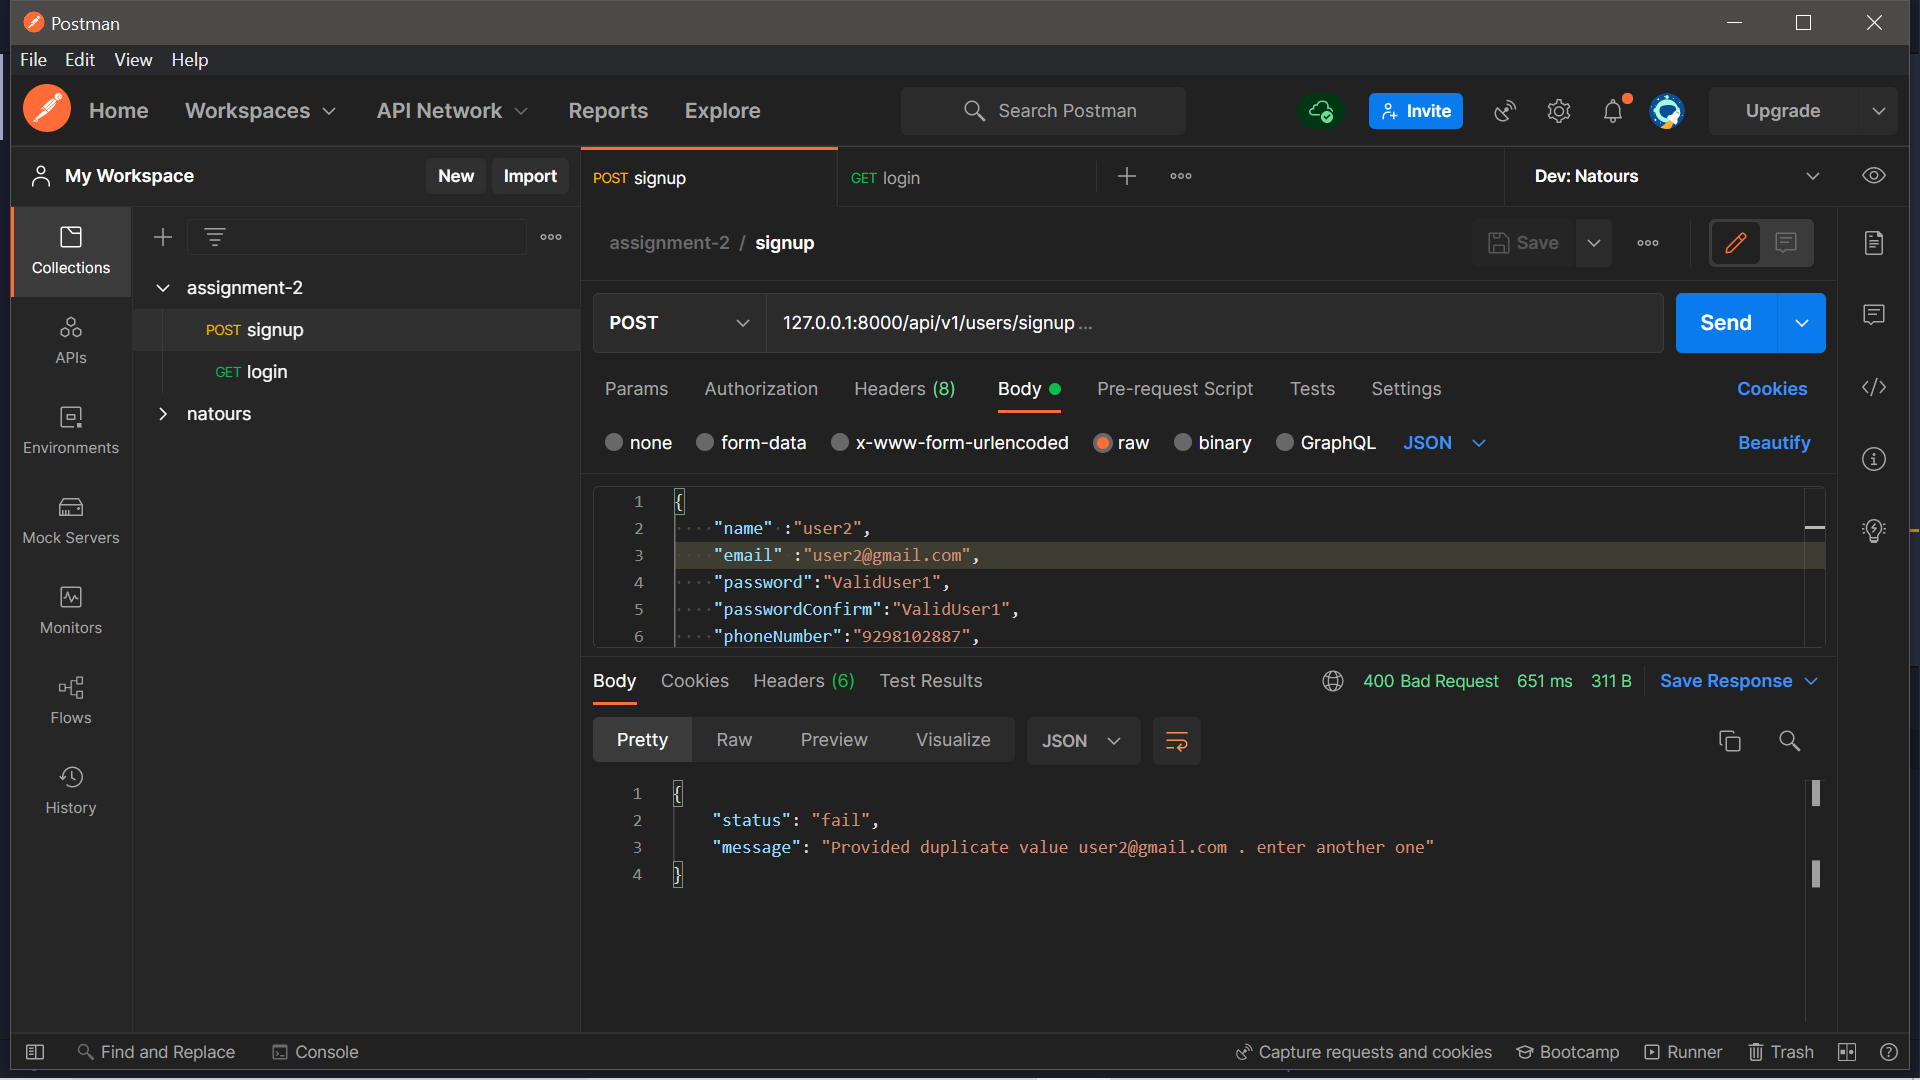 Postman
File Edit View Help
Home Workspaces API Network Reports Explore Search Postman Invite Upgrade
My Workspace New Import
POST signup GET login Dev: Natours
Collections
APIs
Environments
Mock Servers
Monitors
Flows
History
assignment-2
POST signup
GET login
natours
assignment-2 / signup Save
POST 127.0.0.1:8000/api/v1/users/signup ... Send
Params Authorization Headers (8) Body Pre-request Script Tests Settings Cookies
none form-data x-www-form-urlencoded raw binary GraphQL JSON Beautify
1 {
2 "name" :"user2",
3 "email" :"user2@gmail.com",
4 "password":"ValidUser1",
5 "passwordConfirm":"ValidUser1",
6 "phoneNumber":"9298102887",
Body Cookies Headers (6) Test Results 400 Bad Request 651 ms 311 B Save Response
Pretty Raw Preview Visualize JSON
1 {
2 "status": "fail",
3 "message": "Provided duplicate value user2@gmail.com . enter another one"
4 }
Find and Replace Console Capture requests and cookies Bootcamp Runner Trash